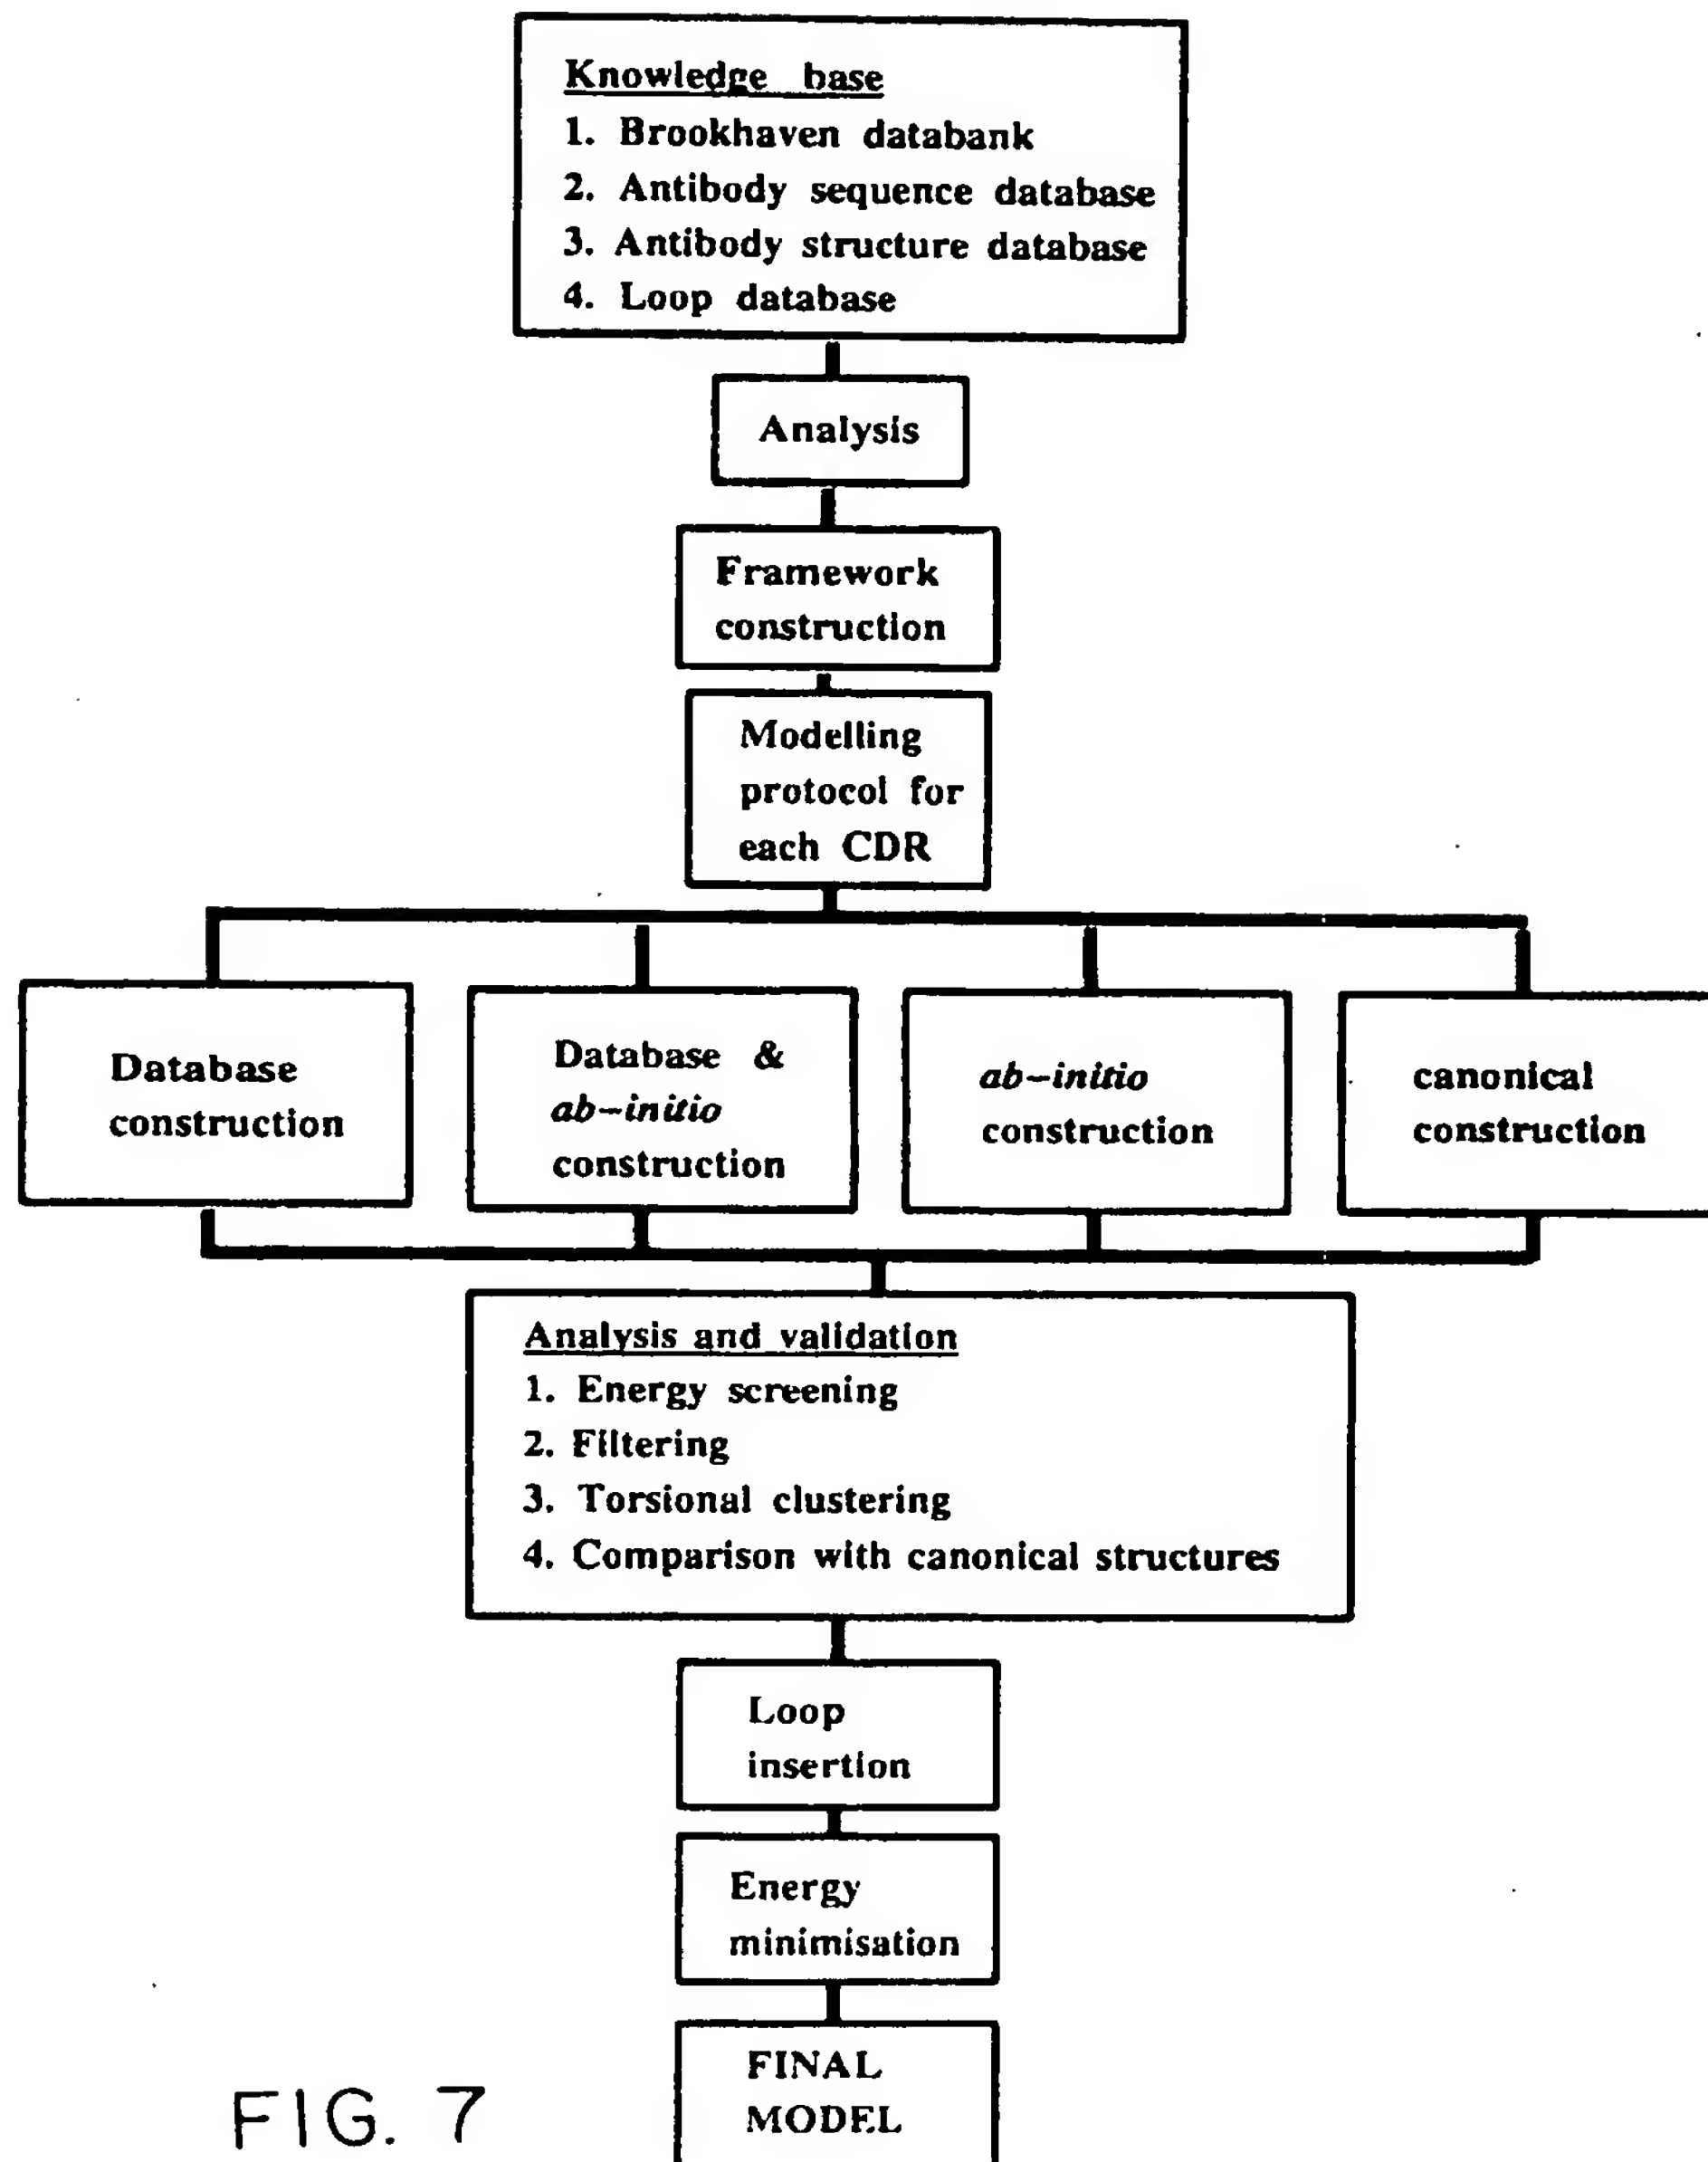 Knowledge base
1. Brookhaven databank
2. Antibody sequence database
3. Antibody structure database
4. Loop database
Analysis
Framework
construction
Modelling
protocol for
each CDR
Database
construction
Database &
ab-initio
construction
ab-initio
construction
canonical
construction
Analysis and validation
1. Energy screening
2. Filtering
3. Torsional clustering
4. Comparison with canonical structures
Loop
insertion
Energy
minimisation
FINAL
MODEL
FIG. 7